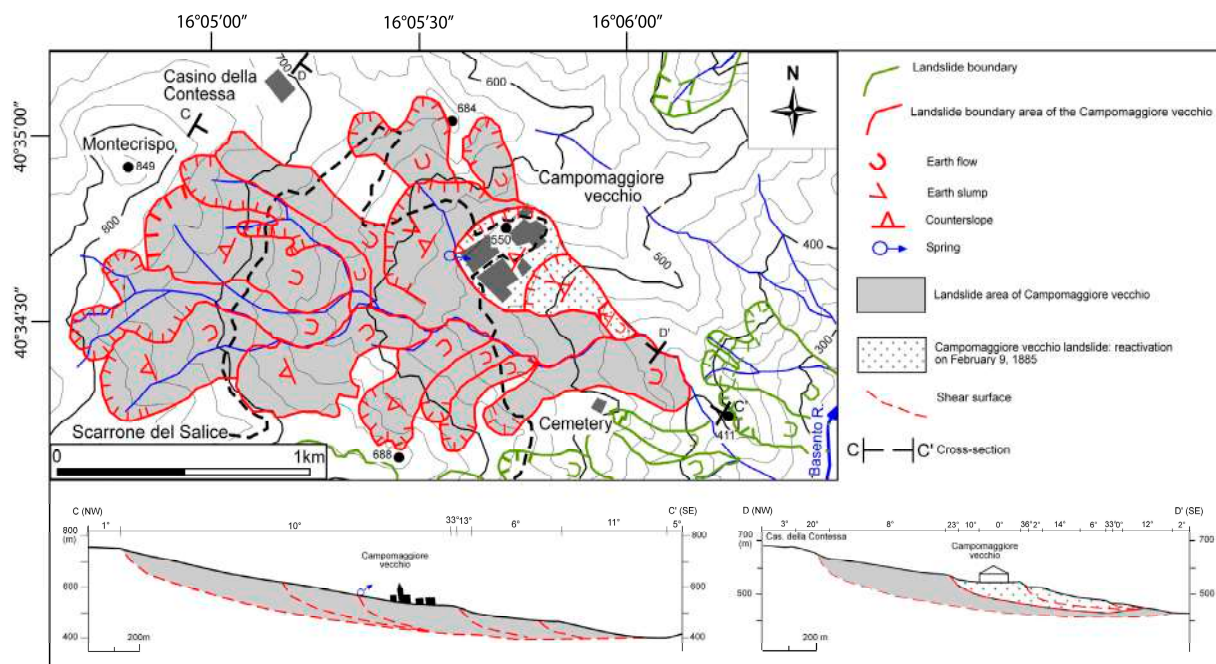 16°05'00"
16°05'30"
16°06'00"
40°35'00"
40°34'30"
Casino della
Contessa
700
D
C
600
684
N
Montecrispo
849
800
Campomaggiore
vecchio
550
500
400
300
D'
C'
411
Basento R.
Cemetery
Scarrone del Salice
688
0
1km
Landslide boundary
Landslide boundary area of the Campomaggiore vecchio
Earth flow
Earth slump
Counterslope
Spring
Landslide area of Campomaggiore vecchio
Campomaggiore vecchio landslide: reactivation
on February 9, 1885
Shear surface
C C' Cross-section
C (NW)
C' (SE)
1° 10° 33° 13° 6° 11° 5°
800
(m)
600
400
Campomaggiore
vecchio
800
(m)
600
400
200m
D (NW)
D' (SE)
3° 20° 8° 23° 10° 0° 36° 2° 14° 6° 33° 0° 12° 2°
Cas. della Contessa
700
(m)
500
Campomaggiore
vecchio
700
(m)
500
200 m